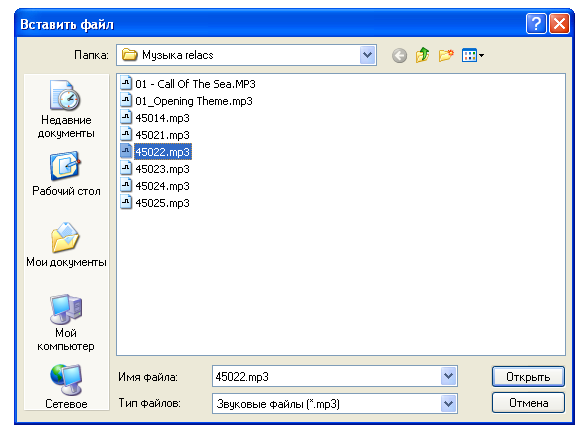 Вставить файл
Папка: Музыка relacs
01 - Call Of The Sea.MP3
01_Opening Theme.mp3
45014.mp3
45021.mp3
45022.mp3
45023.mp3
45024.mp3
45025.mp3
Недавние
документы
Рабочий стол
Мои документы
Мой
компьютер
Сетевое
Имя файла: 45022.mp3 Открыть
Тип файлов: Звуковые файлы (*.mp3) Отмена